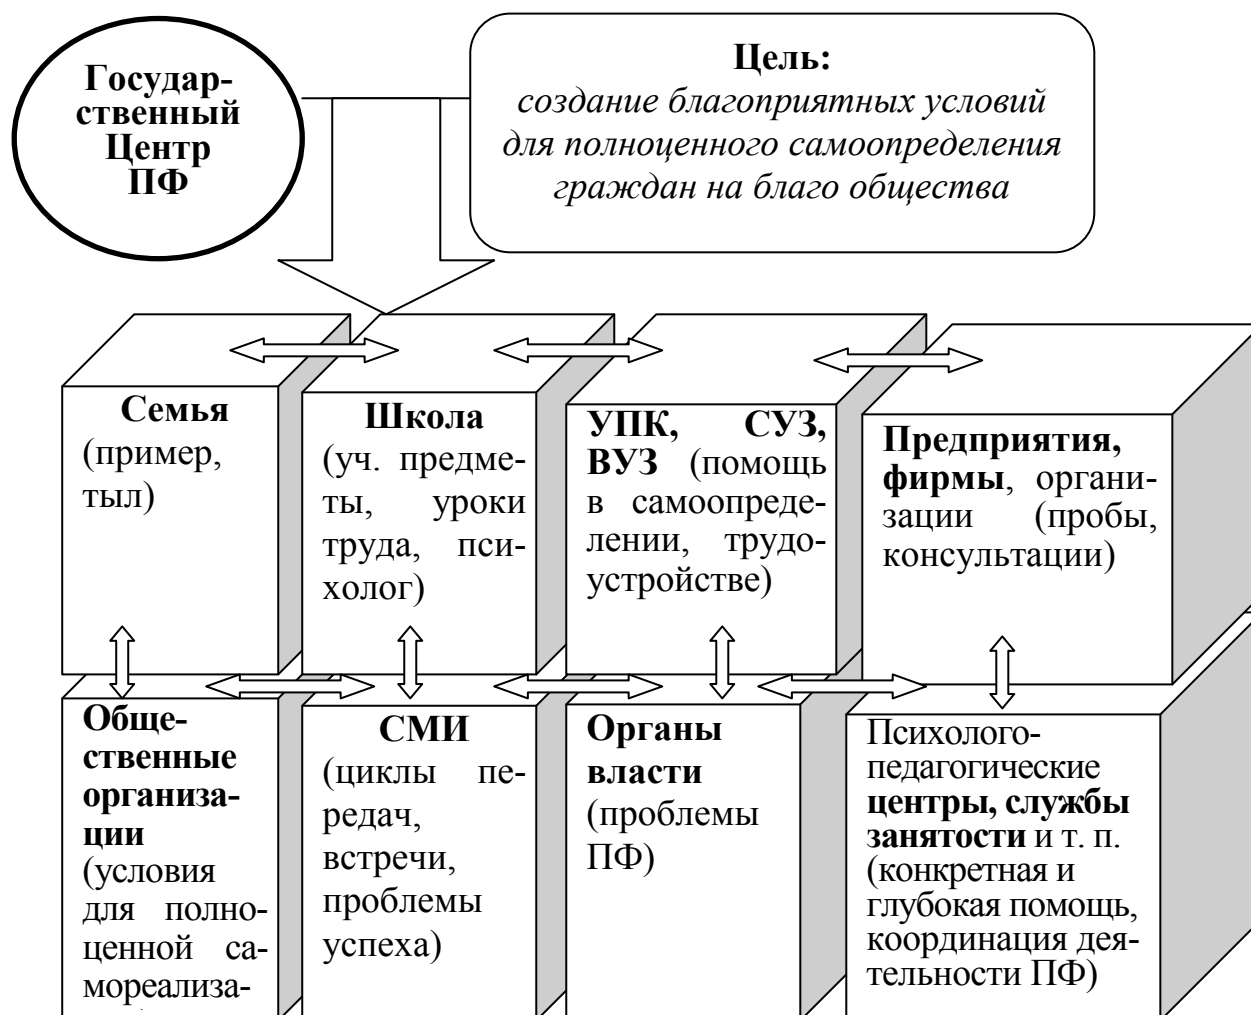 Государ-
ственный
Центр
ПФ
Цель:
создание благоприятных условий
для полноценного самоопределения
граждан на благо общества
Семья
(пример,
тыл)
Школа
(уч. предме-
ты, уроки
труда, пси-
холог)
УПК, СУЗ,
ВУЗ (помощь
в самоопреде-
лении, трудо-
устройстве)
Предприятия,
фирмы, органи-
зации (пробы,
консультации)
Обще-
ственные
организа-
ции
(условия
для полно-
ценной са-
мореализа-
СМИ
(циклы пе-
редач,
встречи,
проблемы
успеха)
Органы
власти
(проблемы
ПФ)
Психолого-
педагогические
центры, службы
занятости и т. п.
(конкретная и
глубокая помощь,
координация дея-
тельности ПФ)